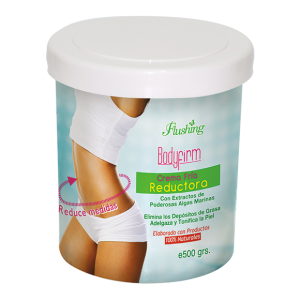 Flushing
Bodyfirm
Crema Fría
Reductora
Con Extractos de
Poderosas Algas Marinas
Elimina los Depósitos de Grasa
Adelgaza y Tonifica la Piel
Elaborado con Productos
100% Naturales
e500 grs.
Reduce medidas